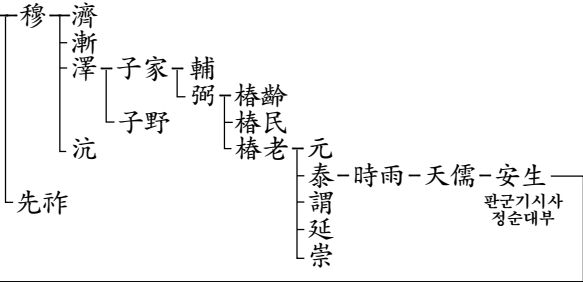 穆 濟
漸
澤 子家 輔
弼 椿齡
子野 椿民
沆 椿老 元
泰 時雨 天儒 安生
先祚 謂 판군기시사
延 정순대부
崇